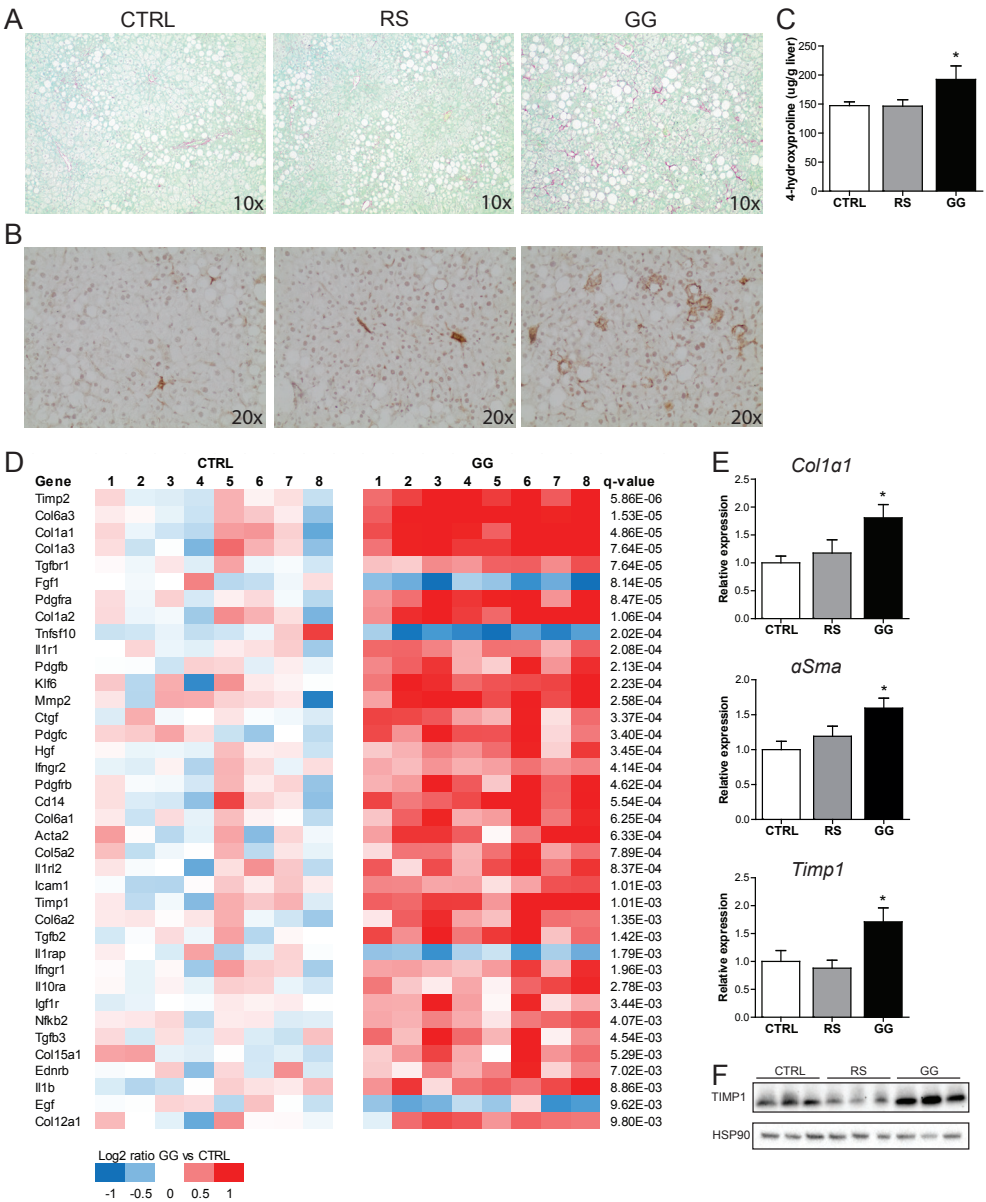 A
CTRL
RS
GG
10x
10x
10x
B
20x
20x
20x
C
4-hydroxyproline (ug/g liver)
250
200
150
100
50
0
*
CTRL
RS
GG
D
CTRL
GG
Gene 1 2 3 4 5 6 7 8 1 2 3 4 5 6 7 8 q-value
Timp2 5.86E-06
Col6a3 1.53E-05
Col1a1 4.86E-05
Col1a3 7.64E-05
Tgfbr1 7.64E-05
Fgf1 8.14E-05
Pdgfra 8.47E-05
Col1a2 1.06E-04
Tnfsf10 2.02E-04
Il1r1 2.08E-04
Pdgfb 2.13E-04
Klf6 2.23E-04
Mmp2 2.58E-04
Ctgf 3.37E-04
Pdgfc 3.40E-04
Hgf 3.45E-04
Ifngr2 4.14E-04
Pdgfrb 4.62E-04
Cd14 5.54E-04
Col6a1 6.25E-04
Acta2 6.33E-04
Col5a2 7.89E-04
Il1rl2 8.37E-04
Icam1 1.01E-03
Timp1 1.01E-03
Col6a2 1.35E-03
Tgfb2 1.42E-03
Il1rap 1.79E-03
Ifngr1 1.96E-03
Il10ra 2.78E-03
Igf1r 3.44E-03
Nfkb2 4.07E-03
Tgfb3 4.54E-03
Col15a1 5.29E-03
Ednrb 7.02E-03
Il1b 8.86E-03
Egf 9.62E-03
Col12a1 9.80E-03
Log2 ratio GG vs CTRL
-1 -0.5 0 0.5 1
E
Col1a1
Relative expression
2.5
2.0
1.5
1.0
0.5
0.0
*
CTRL RS GG
αSma
Relative expression
2.0
1.5
1.0
0.5
0.0
*
CTRL RS GG
Timp1
Relative expression
2.5
2.0
1.5
1.0
0.5
0.0
*
CTRL RS GG
F
CTRL RS GG
TIMP1
HSP90